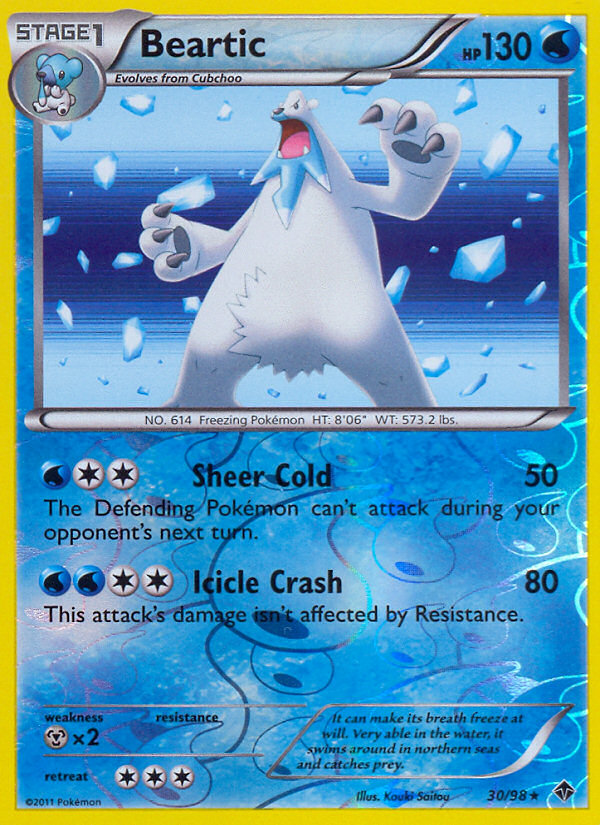 STAGE1
Beartic
HP130
Evolves from Cubchoo
NO. 614 Freezing Pokémon HT: 8'06" WT: 573.2 lbs.
Sheer Cold 50
The Defending Pokémon can't attack during your
opponent's next turn.
Icicle Crash 80
This attack's damage isn't affected by Resistance.
weakness resistance
×2
retreat
It can make its breath freeze at
will. Very able in the water, it
swims around in northern seas
and catches prey.
©2011 Pokémon
Illus. Kouki Saitou
30/98★